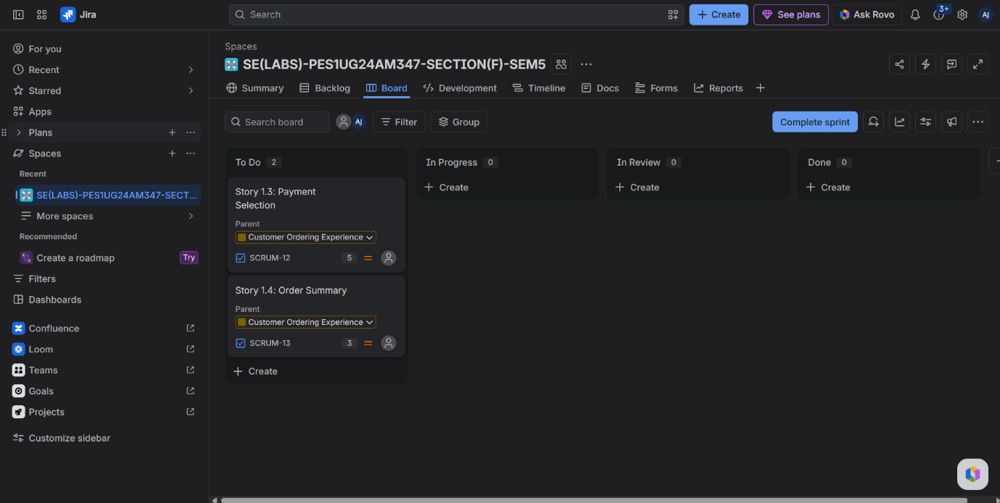 Jira
Search
Create
See plans
Ask Rovo
3+
AJ
For you
Recent
Starred
Apps
Plans
Spaces
Recent
SE(LABS)-PES1UG24AM347-SECT...
More spaces
Recommended
Create a roadmap
Try
Filters
Dashboards
Confluence
Loom
Teams
Goals
Projects
Customize sidebar
Spaces
SE(LABS)-PES1UG24AM347-SECTION(F)-SEM5
Summary
Backlog
Board
Development
Timeline
Docs
Forms
Reports
Search board
AJ
Filter
Group
Complete sprint
To Do 2
Story 1.3: Payment
Selection
Parent
Customer Ordering Experience
SCRUM-12
5
Story 1.4: Order Summary
Parent
Customer Ordering Experience
SCRUM-13
3
Create
In Progress 0
Create
In Review 0
Create
Done 0
Create